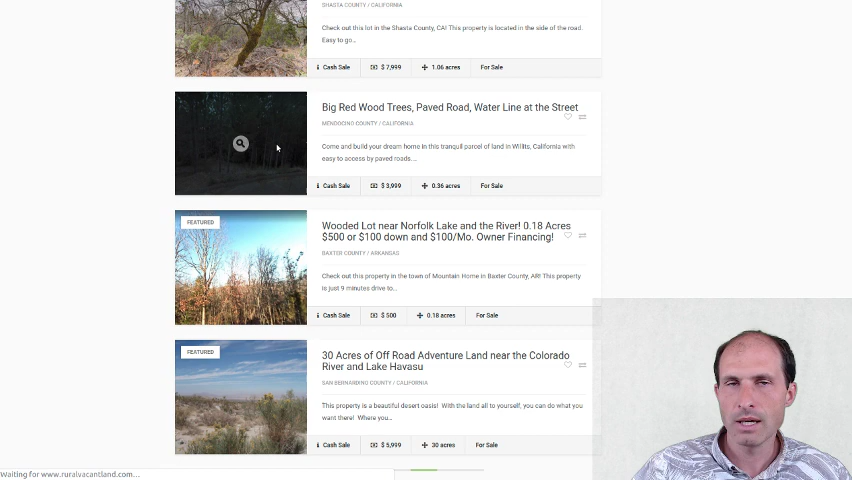 SHASTA COUNTY / CALIFORNIA
Check out this lot in the Shasta County, CA! This property is located in the side of the road.
Easy to go...
Cash Sale $ 7,999 1.06 acres For Sale
Big Red Wood Trees, Paved Road, Water Line at the Street
MENDOCINO COUNTY / CALIFORNIA
Come and build your dream home in this tranquil parcel of land in Willits, California with
easy to access by paved roads....
Cash Sale $ 3,999 0.36 acres For Sale
FEATURED
Wooded Lot near Norfolk Lake and the River! 0.18 Acres
$500 or $100 down and $100/Mo. Owner Financing!
BAXTER COUNTY / ARKANSAS
Check out this property in the town of Mountain Home in Baxter County, AR! This property
is just 9 minutes drive to...
Cash Sale $ 500 0.18 acres For Sale
FEATURED
30 Acres of Off Road Adventure Land near the Colorado
River and Lake Havasu
SAN BERNARDINO COUNTY / CALIFORNIA
This property is a beautiful desert oasis! With the land all to yourself, you can do what you
want there! Where you...
Cash Sale $ 5,999 30 acres For Sale
Waiting for www.ruralvacantland.com...